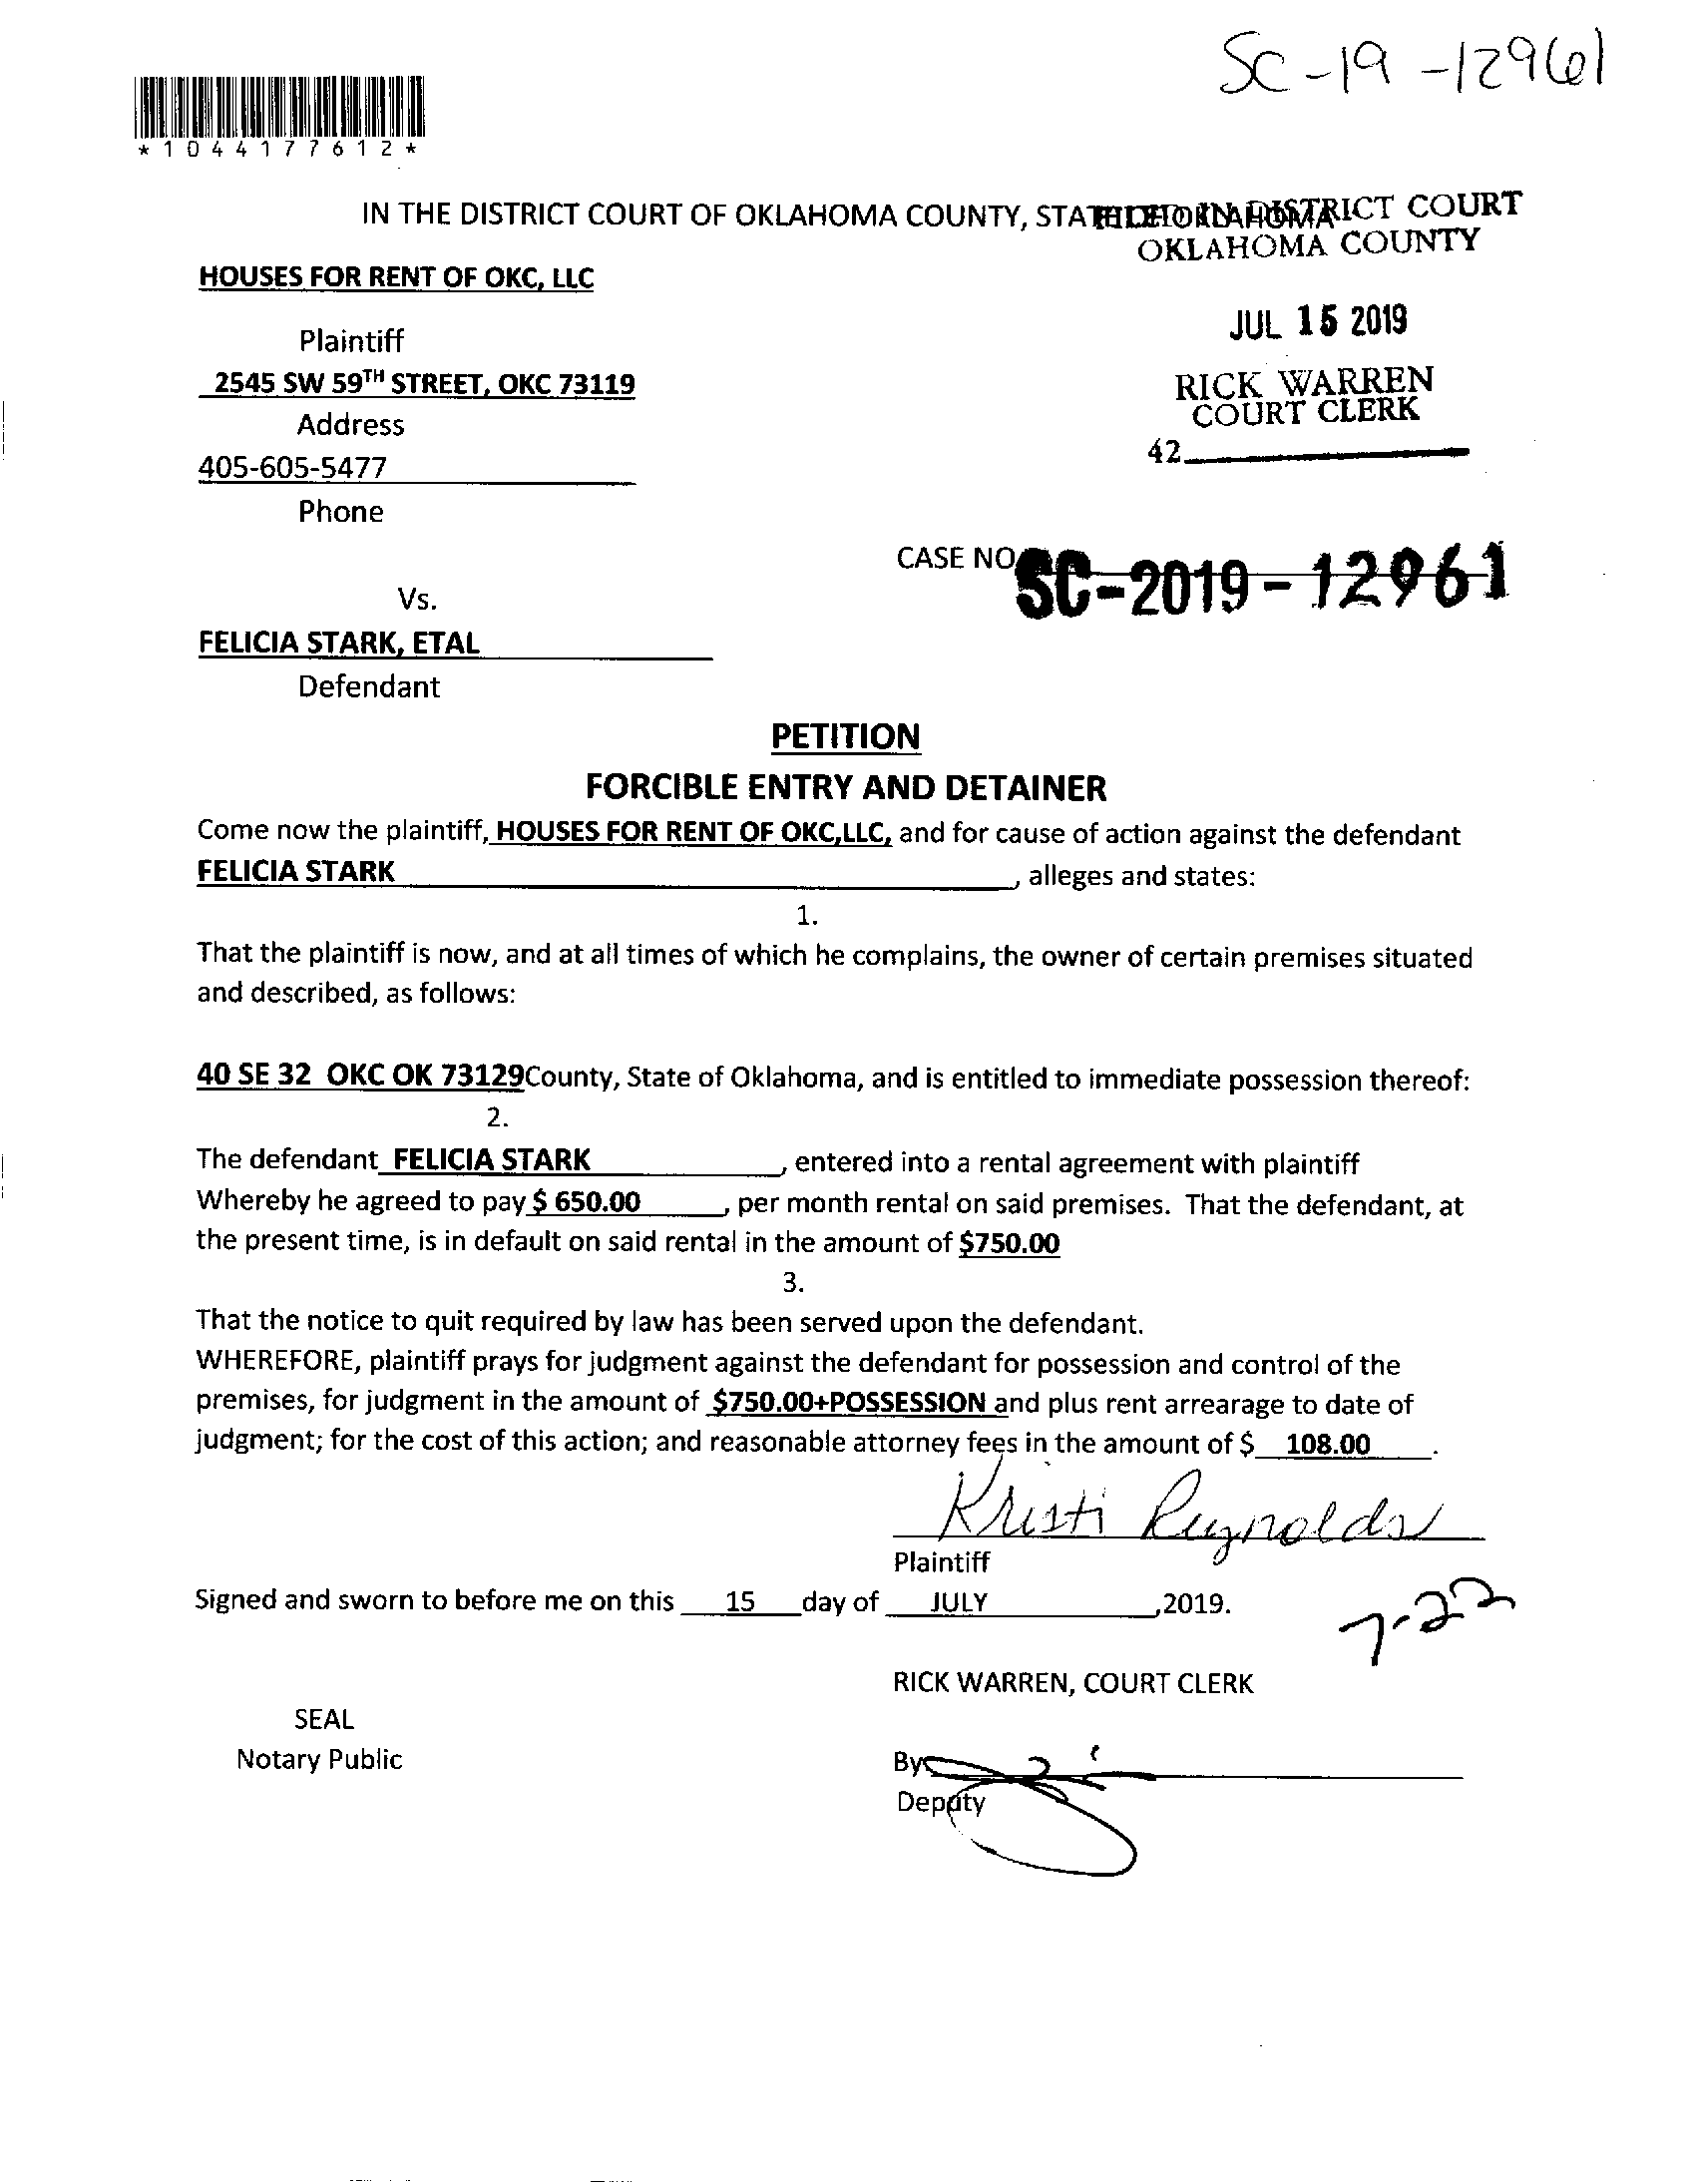 SC-19-12961
*1044177612*
IN THE DISTRICT COURT OF OKLAHOMA COUNTY, STATE OF OKLAHOMA
FILED IN DISTRICT COURT
OKLAHOMA COUNTY
HOUSES FOR RENT OF OKC, LLC
JUL 15 2019
Plaintiff
2545 SW 59TH STREET, OKC 73119
RICK WARREN
COURT CLERK
Address
42
405-605-5477
Phone
CASE NO SC-2019-12961
Vs.
FELICIA STARK, ETAL
Defendant
PETITION
FORCIBLE ENTRY AND DETAINER
Come now the plaintiff, HOUSES FOR RENT OF OKC,LLC, and for cause of action against the defendant
FELICIA STARK, alleges and states:
1.
That the plaintiff is now, and at all times of which he complains, the owner of certain premises situated
and described, as follows:
40 SE 32 OKC OK 73129County, State of Oklahoma, and is entitled to immediate possession thereof:
2.
The defendant FELICIA STARK, entered into a rental agreement with plaintiff
Whereby he agreed to pay $ 650.00, per month rental on said premises. That the defendant, at
the present time, is in default on said rental in the amount of $750.00
3.
That the notice to quit required by law has been served upon the defendant.
WHEREFORE, plaintiff prays for judgment against the defendant for possession and control of the
premises, for judgment in the amount of $750.00+POSSESSION and plus rent arrearage to date of
judgment; for the cost of this action; and reasonable attorney fees in the amount of $ 108.00.
Kristi Reynolds
Plaintiff
Signed and sworn to before me on this 15 day of JULY,2019.
7-22
RICK WARREN, COURT CLERK
SEAL
Notary Public
By
Deputy